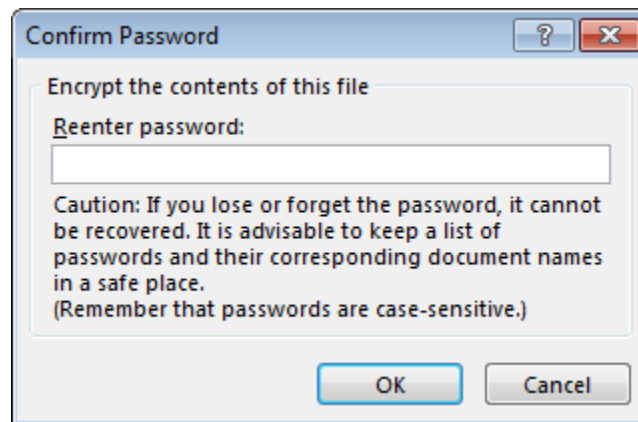 Confirm Password
Encrypt the contents of this file
Reenter password:
Caution: If you lose or forget the password, it cannot
be recovered. It is advisable to keep a list of
passwords and their corresponding document names
in a safe place.
(Remember that passwords are case-sensitive.)
OK Cancel